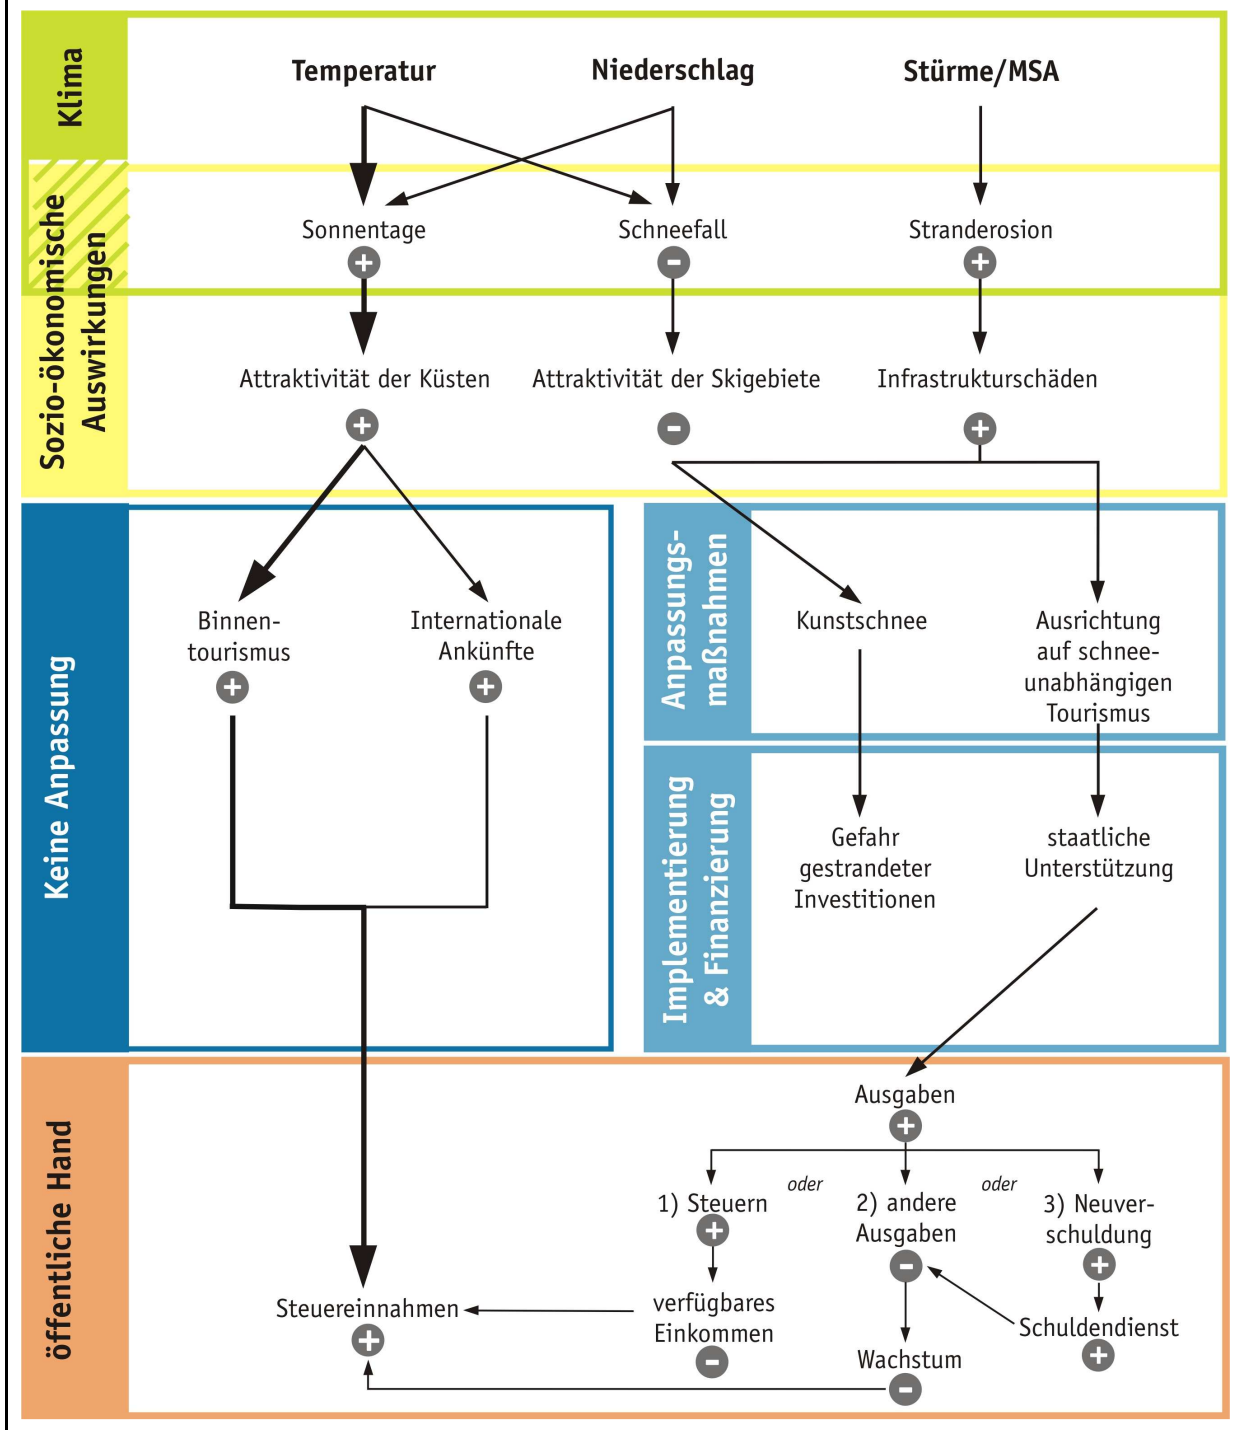 Klima
Temperatur
Niederschlag
Stürme/MSA
Sozio-ökonomische
Auswirkungen
Sonnentage
Schneefall
Stranderosion
+
-
+
Attraktivität der Küsten
Attraktivität der Skigebiete
Infrastrukturschäden
+
-
+
Keine Anpassung
Binnen-
tourismus
+
Internationale
Ankünfte
+
Anpassungs-
maßnahmen
Kunstschnee
Ausrichtung
auf schnee-
unabhängigen
Tourismus
Implementierung
& Finanzierung
Gefahr
gestrandeter
Investitionen
staatliche
Unterstützung
öffentliche Hand
Ausgaben
+
1) Steuern
+
oder
2) andere
Ausgaben
-
oder
3) Neuver-
schuldung
+
Steuereinnahmen
+
verfügbares
Einkommen
-
Wachstum
-
Schuldendienst
+